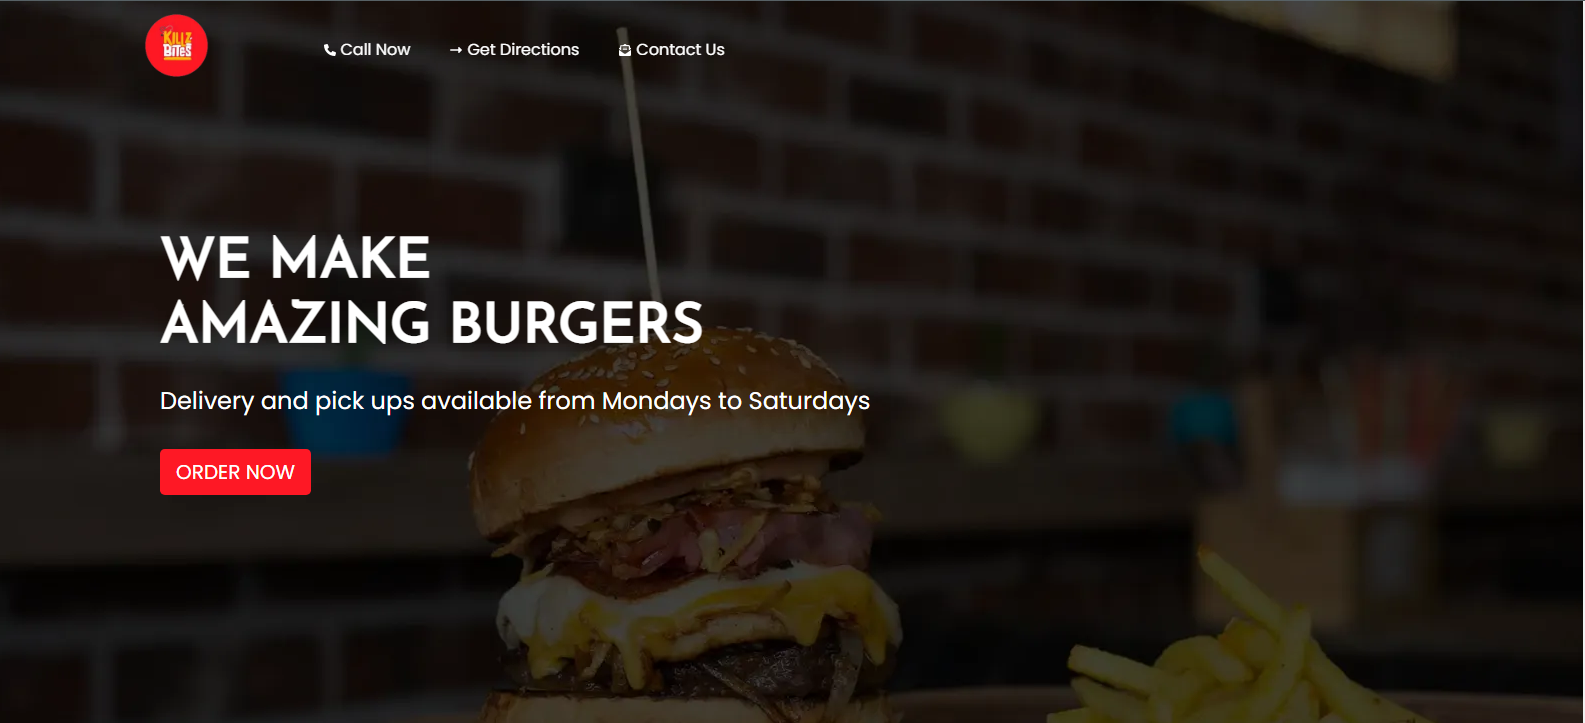 KILLZ
BITES
Call Now
Get Directions
Contact Us
WE MAKE
AMAZING BURGERS
Delivery and pick ups available from Mondays to Saturdays
ORDER NOW